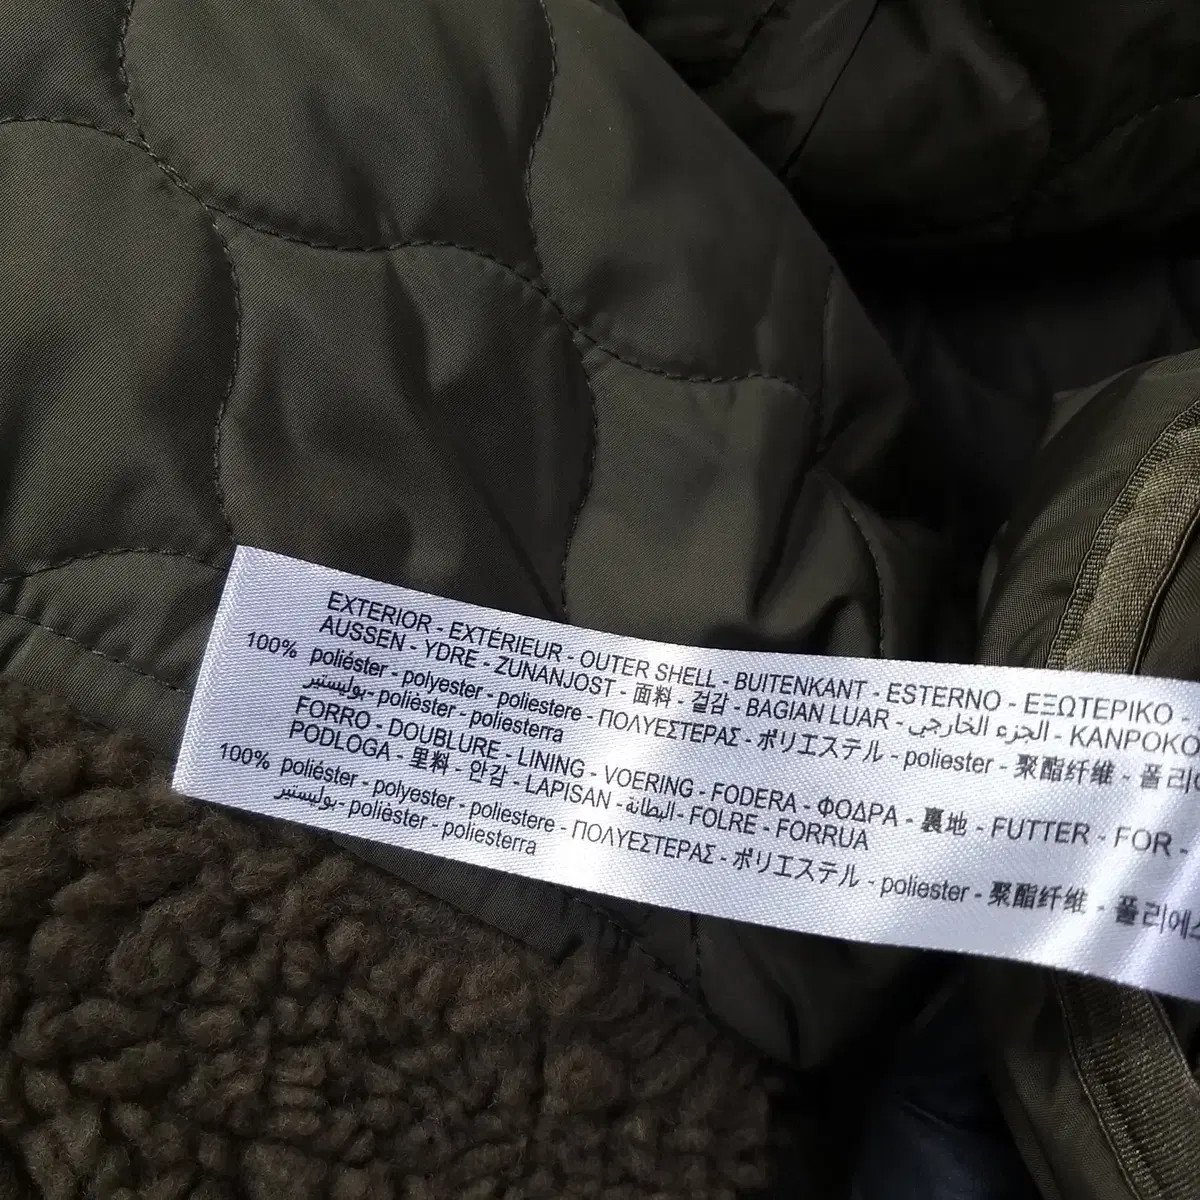 EXTERIOR - EXTÉRIEUR - OUTER SHELL - BUITENKANT - ESTERNO - ΕΞΩΤΕΡΙΚΟ -
AUSSEN - YDRE - ZUNANJOST - 面料 - 겉감 - BAGIAN LUAR - الجزء الخارجي - KANPOKO
100% poliéster - polyester - poliestere - ΠΟΛΥΕΣΤΕΡΑΣ - ポリエステル - poliester - 聚酯纤维 - 폴리에
بوليستير - polièster - poliesterra
FORRO - DOUBLURE - LINING - VOERING - FODERA - ΦΟΔΡΑ - 裏地 - FUTTER - FOR -
PODLOGA - 里料 - 안감 - LAPISAN - البطانة - FOLRE - FORRUA
100% poliéster - polyester - poliestere - ΠΟΛΥΕΣΤΕΡΑΣ - ポリエステル - poliester - 聚酯纤维 - 폴리에스
بوليستير - polièster - poliesterra